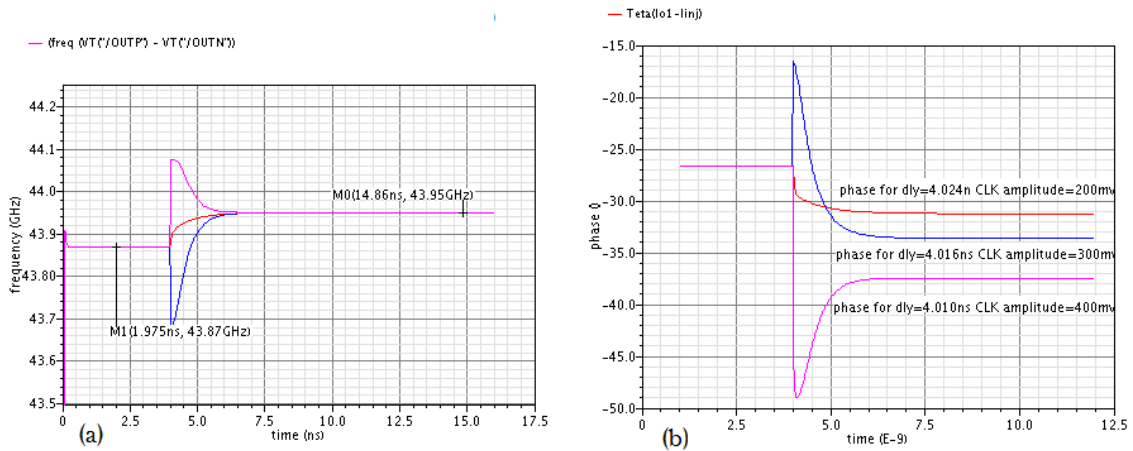 (freq (VT("/OUTP") - VT("/OUTN"))
44.2
44.1
44.0
43.9
43.80
43.7
43.6
43.5
frequency (GHz)
M0(14.86ns, 43.95GHz)
M1(1.975ns, 43.87GHz)
0.0
2.5
5.0
7.5
10.0
12.5
15.0
17.5
time (ns)
(a)
Teta(Io1-Iinj)
-15.0
-20.0
-25.0
-30.0
-35.0
-40.0
-45.0
-50.0
phase ()
phase for dly=4.024n CLK amplitude=200mv
phase for dly=4.016ns CLK amplitude=300mv
phase for dly=4.010ns CLK amplitude=400mv
0
2.5
5.0
7.5
10.0
12.5
time (E-9)
(b)